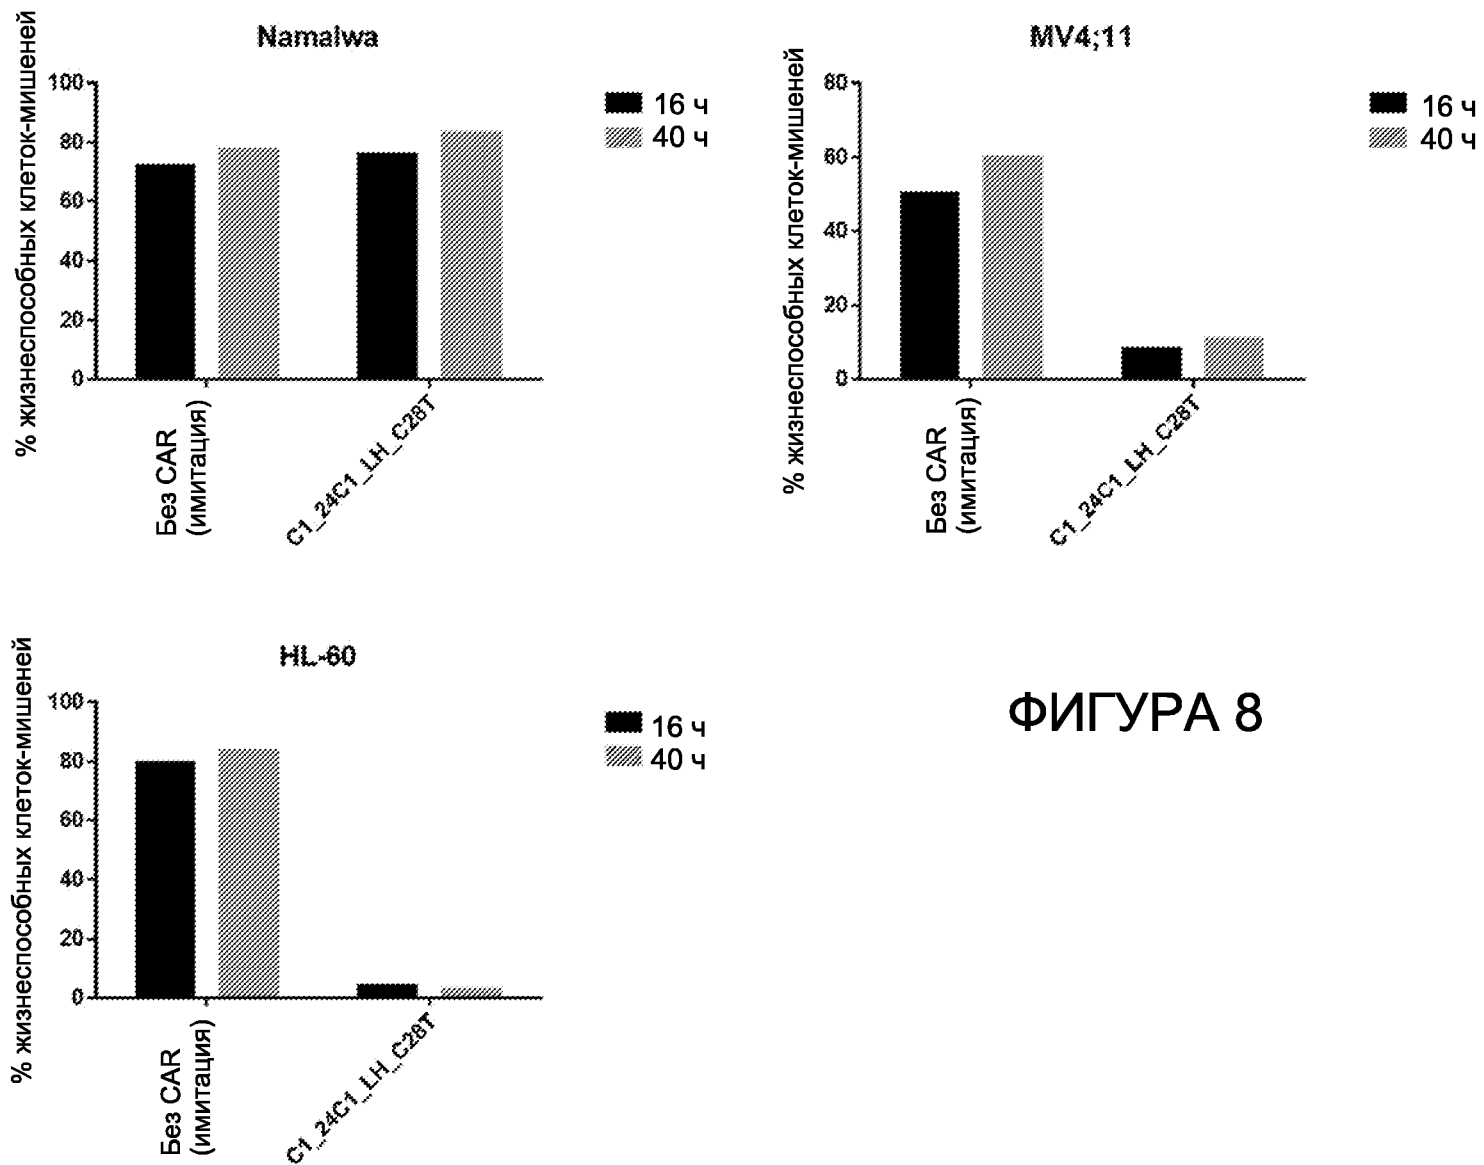 Namalwa
% жизнеспособных клеток-мишеней
100
80
60
40
20
0
16 ч
40 ч
Без CAR
(имитация)
C1_24C1_LH_C28T
MV4;11
% жизнеспособных клеток-мишеней
80
60
40
20
0
16 ч
40 ч
Без CAR
(имитация)
C1_24C1_LH_C28T
HL-60
% жизнеспособных клеток-мишеней
100
80
60
40
20
0
16 ч
40 ч
Без CAR
(имитация)
C1_24C1_LH_C28T
ФИГУРА 8